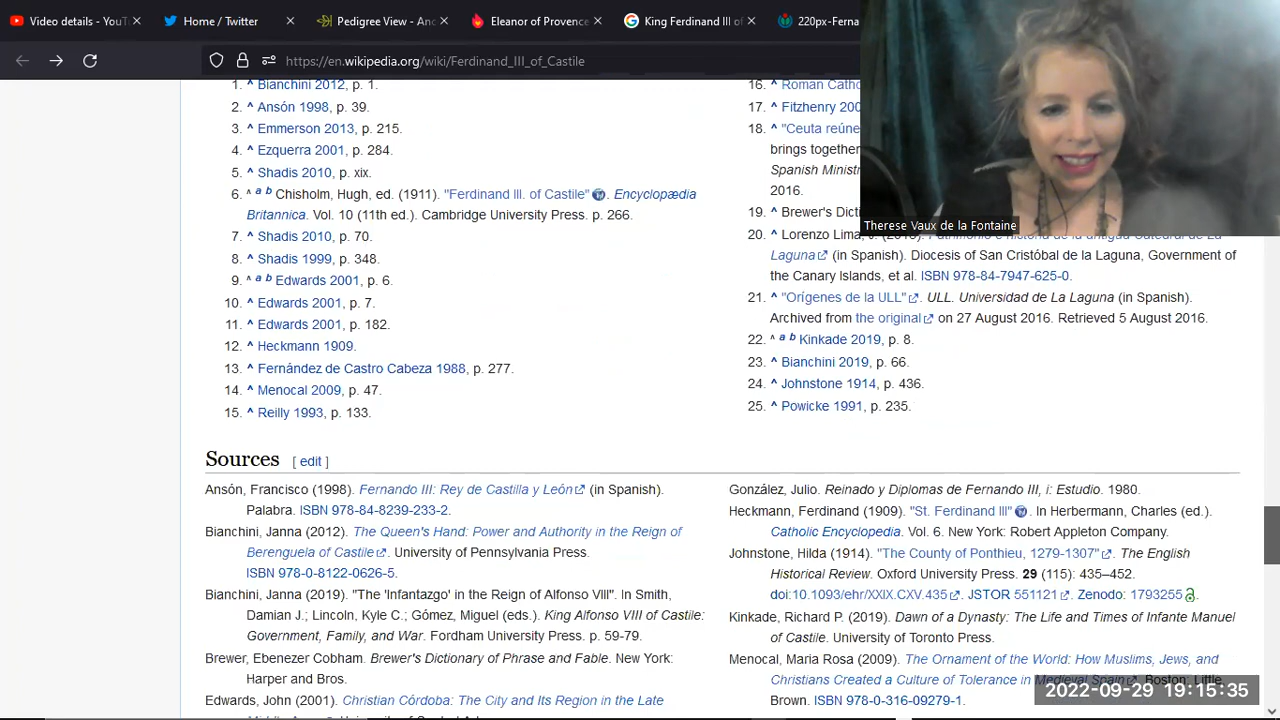 Video details - YouT
Home / Twitter
Pedigree View - Anc
Eleanor of Provence
King Ferdinand III of
220px-Ferna
https://en.wikipedia.org/wiki/Ferdinand_III_of_Castile
1. ^ Bianchini 2012, p. 1.
2. ^ Ansón 1998, p. 39.
3. ^ Emmerson 2013, p. 215.
4. ^ Ezquerra 2001, p. 284.
5. ^ Shadis 2010, p. xix.
6. ^ a b Chisholm, Hugh, ed. (1911). "Ferdinand III. of Castile". Encyclopædia
Britannica. Vol. 10 (11th ed.). Cambridge University Press. p. 266.
7. ^ Shadis 2010, p. 70.
8. ^ Shadis 1999, p. 348.
9. ^ a b Edwards 2001, p. 6.
10. ^ Edwards 2001, p. 7.
11. ^ Edwards 2001, p. 182.
12. ^ Heckmann 1909.
13. ^ Fernández de Castro Cabeza 1988, p. 277.
14. ^ Menocal 2009, p. 47.
15. ^ Reilly 1993, p. 133.
16. ^ Roman Catho
17. ^ Fitzhenry 200
18. ^ "Ceuta reúne
brings together
Spanish Minist
2016.
19. ^ Brewer's Dicti
20. ^ Lorenzo Lima, Patrimonio e historia de la antigua Catedral de La
Laguna (in Spanish). Diocesis of San Cristóbal de la Laguna, Government of
the Canary Islands, et al. ISBN 978-84-7947-625-0.
21. ^ "Orígenes de la ULL". ULL. Universidad de La Laguna (in Spanish).
Archived from the original on 27 August 2016. Retrieved 5 August 2016.
22. ^ a b Kinkade 2019, p. 8.
23. ^ Bianchini 2019, p. 66.
24. ^ Johnstone 1914, p. 436.
25. ^ Powicke 1991, p. 235.
Therese Vaux de la Fontaine
Sources [ edit ]
Ansón, Francisco (1998). Fernando III: Rey de Castilla y León (in Spanish).
Palabra. ISBN 978-84-8239-233-2.
Bianchini, Janna (2012). The Queen's Hand: Power and Authority in the Reign of
Berenguela of Castile. University of Pennsylvania Press.
ISBN 978-0-8122-0626-5.
Bianchini, Janna (2019). "The 'Infantazgo' in the Reign of Alfonso VIII". In Smith,
Damian J.; Lincoln, Kyle C.; Gómez, Miguel (eds.). King Alfonso VIII of Castile:
Government, Family, and War. Fordham University Press. p. 59-79.
Brewer, Ebenezer Cobham. Brewer's Dictionary of Phrase and Fable. New York:
Harper and Bros.
Edwards, John (2001). Christian Córdoba: The City and Its Region in the Late
González, Julio. Reinado y Diplomas de Fernando III, i: Estudio. 1980.
Heckmann, Ferdinand (1909). "St. Ferdinand III". In Herbermann, Charles (ed.).
Catholic Encyclopedia. Vol. 6. New York: Robert Appleton Company.
Johnstone, Hilda (1914). "The County of Ponthieu, 1279-1307". The English
Historical Review. Oxford University Press. 29 (115): 435–452.
doi:10.1093/ehr/XXIX.CXV.435. JSTOR 551121. Zenodo: 1793255.
Kinkade, Richard P. (2019). Dawn of a Dynasty: The Life and Times of Infante Manuel
of Castile. University of Toronto Press.
Menocal, Maria Rosa (2009). The Ornament of the World: How Muslims, Jews, and
Christians Created a Culture of Tolerance in Medieval Spain. Boston: Little,
Brown. ISBN 978-0-316-09279-1.
2022-09-29 19:15:35